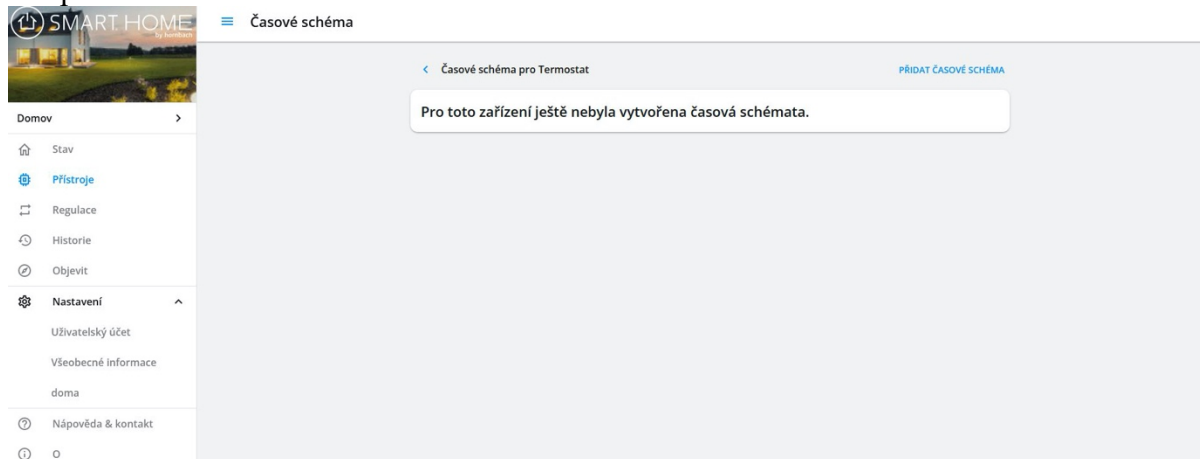 SMART HOME
by hornbach
Časové schéma
Časové schéma pro Termostat
PŘIDAT ČASOVÉ SCHÉMA
Pro toto zařízení ještě nebyla vytvořena časová schémata.
Domov
Stav
Přístroje
Regulace
Historie
Objevit
Nastavení
Uživatelský účet
Všeobecné informace
doma
Nápověda & kontakt
O